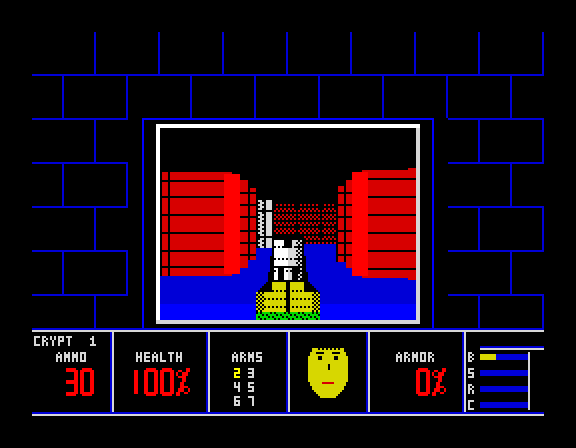 CRYPT 1
AMMO HEALTH ARMS ARMOR
30 100% 0%
2 3
4 5
6 7
B
S
R
C